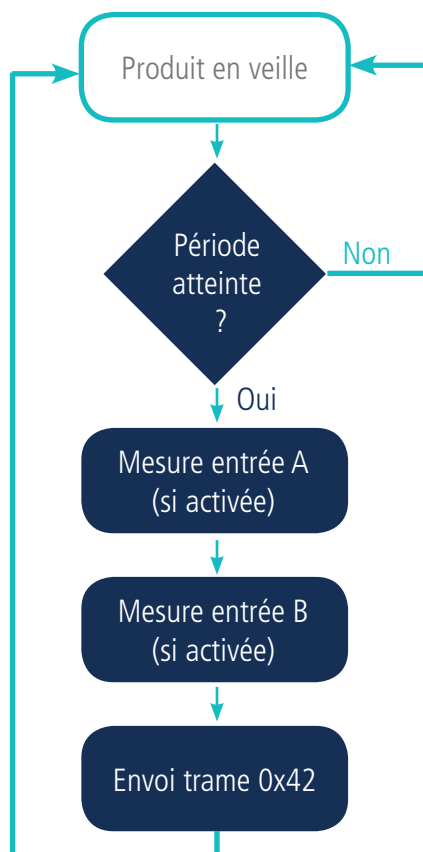 Produit en veille
Période
atteinte
?
Non
Oui
Mesure entrée A
(si activée)
Mesure entrée B
(si activée)
Envoi trame 0x42